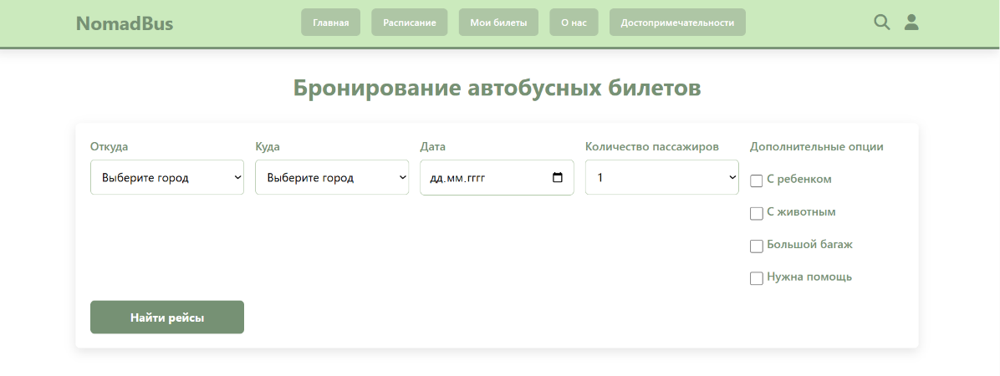 NomadBus
Главная
Расписание
Мои билеты
О нас
Достопримечательности
Бронирование автобусных билетов
Откуда
Куда
Дата
Количество пассажиров
Дополнительные опции
Выберите город
Выберите город
дд.мм.гггг
1
С ребенком
С животным
Большой багаж
Нужна помощь
Найти рейсы